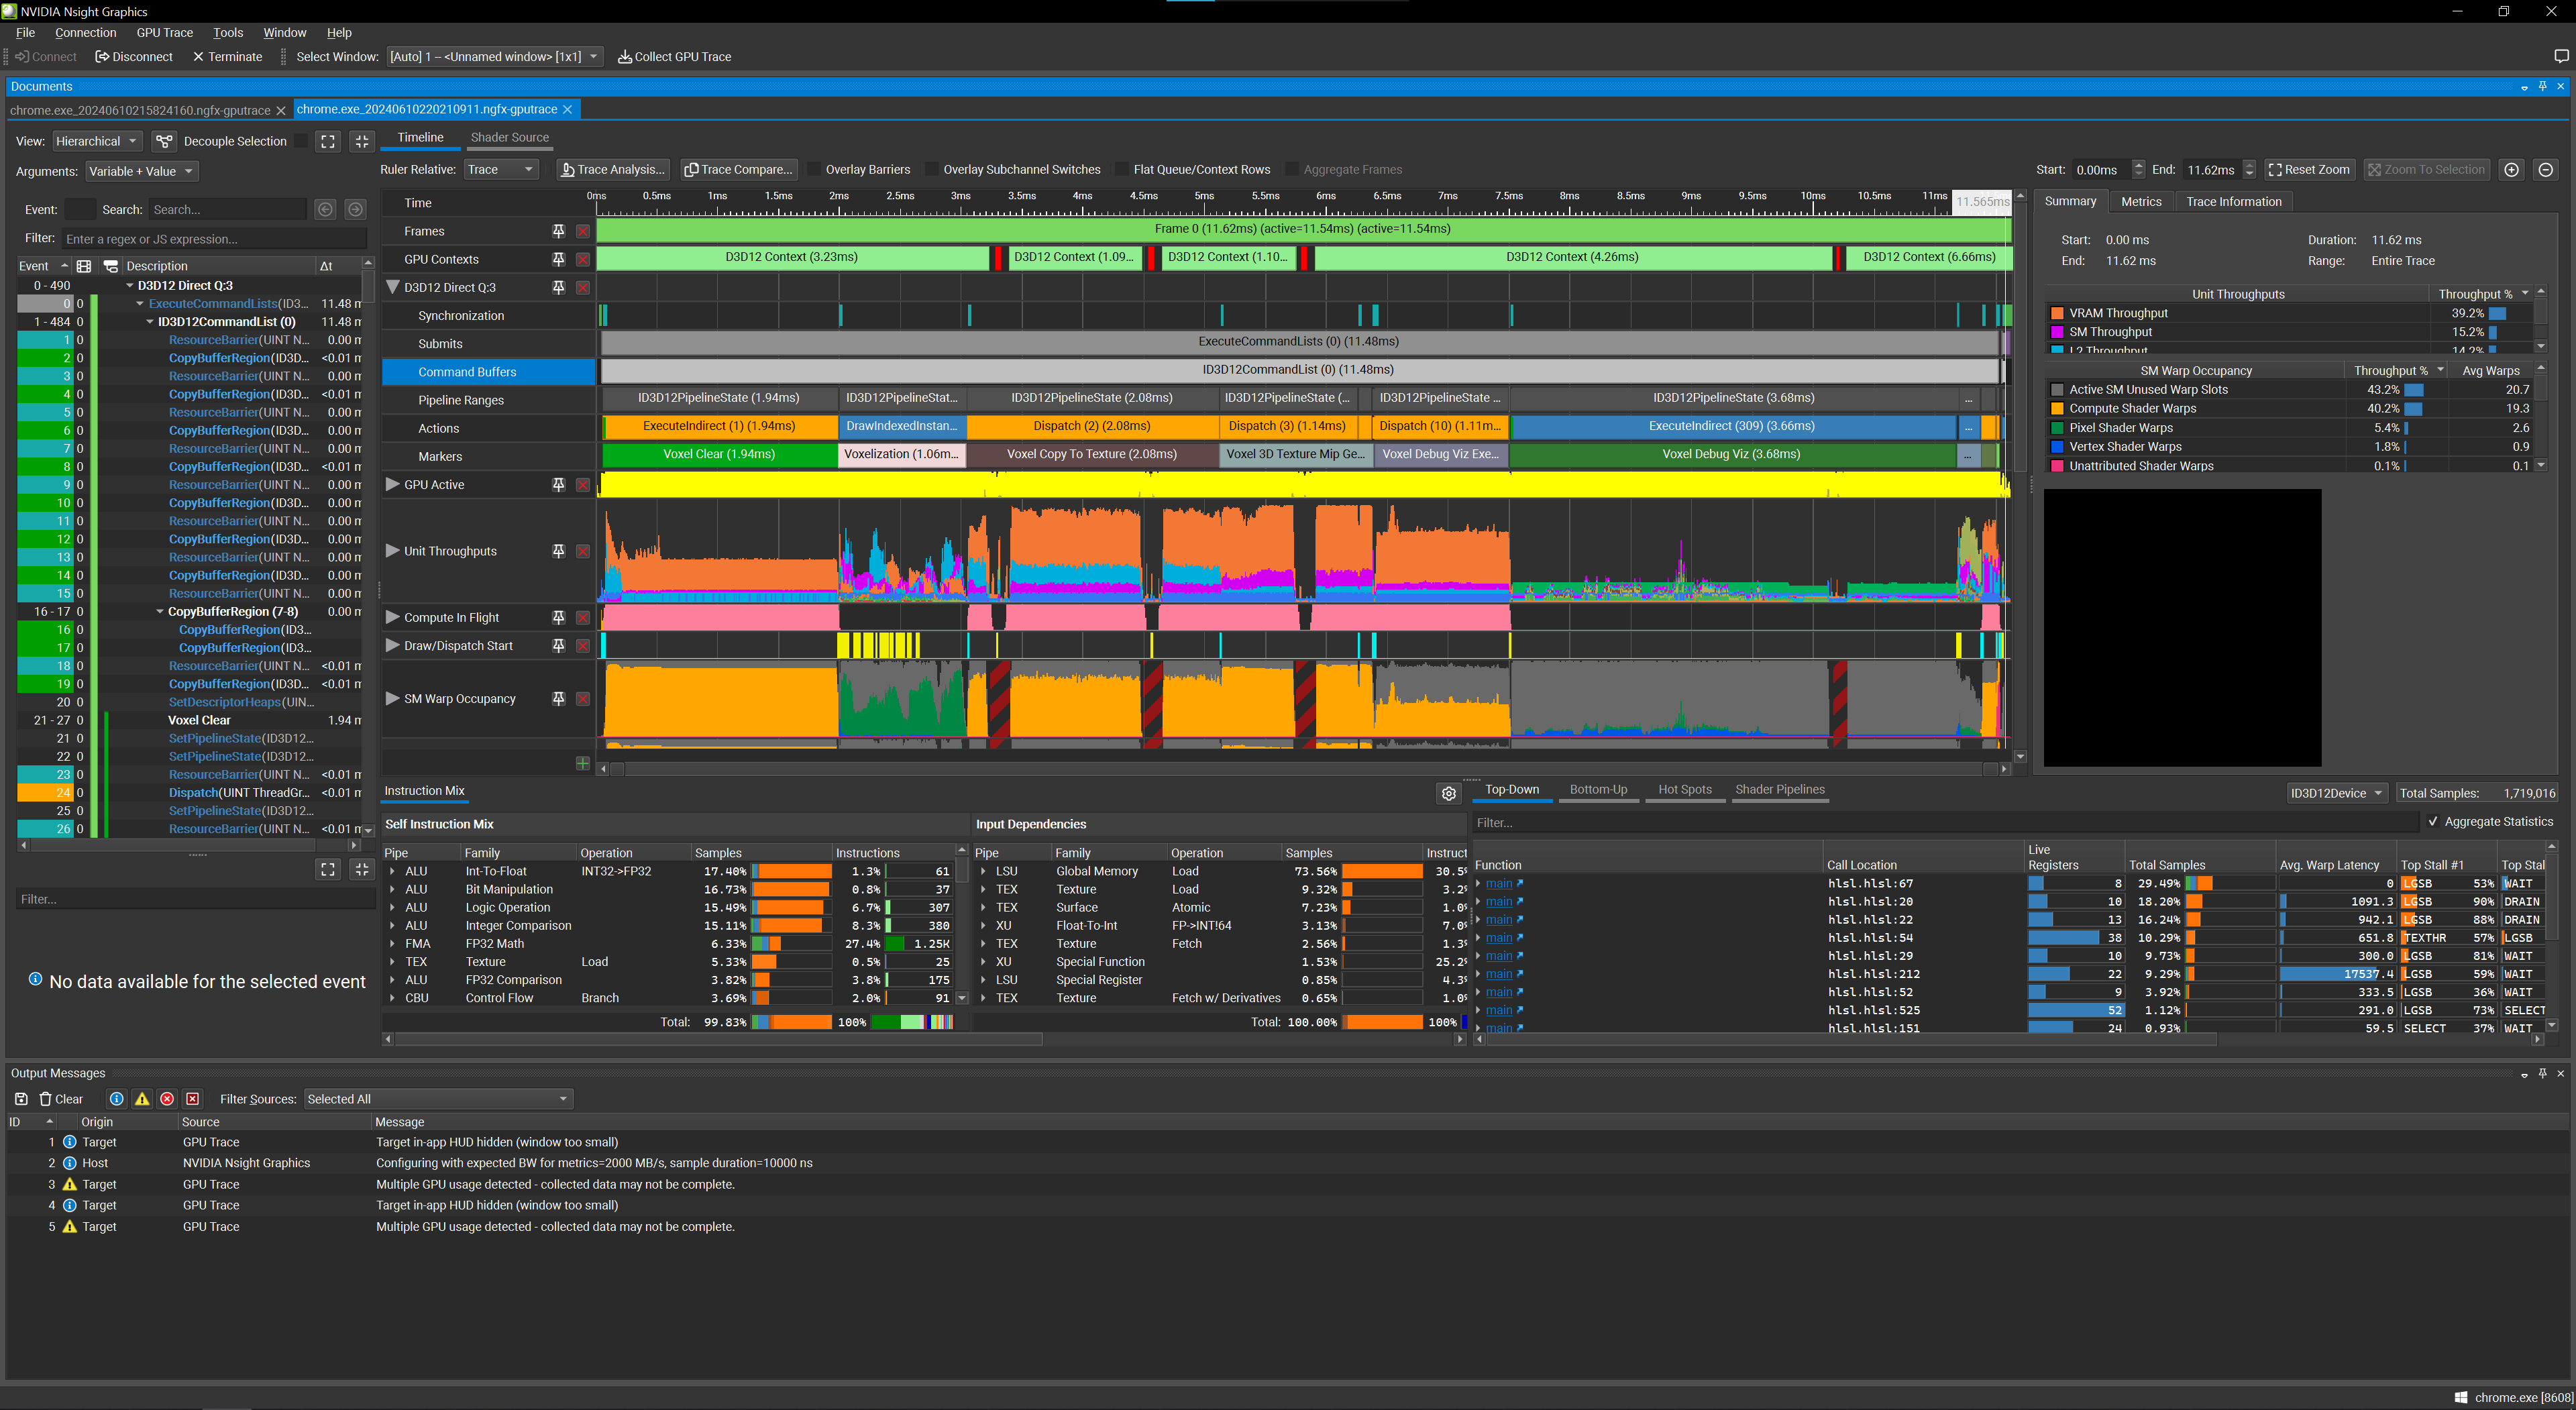 NVIDIA Nsight Graphics
File Connection GPU Trace Tools Window Help
Connect Disconnect Terminate Select Window: [Auto] 1 -- <Unnamed window> [1x1] Collect GPU Trace
Documents
chrome.exe_20240610215824160.ngfx-gputrace chrome.exe_20240610220210911.ngfx-gputrace
View: Hierarchical Decouple Selection
Arguments: Variable + Value
Event: Search: Search...
Filter: Enter a regex or JS expression...
Event Description Δt
0 - 490 D3D12 Direct Q:3
0 0 ExecuteCommandLists(ID3... 11.48 m
1 - 484 0 ID3D12CommandList (0) 11.48 m
1 0 ResourceBarrier(UINT N... 0.00 m
2 0 CopyBufferRegion(ID3D... <0.01 m
3 0 ResourceBarrier(UINT N... 0.00 m
4 0 CopyBufferRegion(ID3D... <0.01 m
5 0 ResourceBarrier(UINT N... 0.00 m
6 0 CopyBufferRegion(ID3D... 0.00 m
7 0 ResourceBarrier(UINT N... 0.00 m
8 0 CopyBufferRegion(ID3D... <0.01 m
9 0 ResourceBarrier(UINT N... 0.00 m
10 0 CopyBufferRegion(ID3D... 0.00 m
11 0 ResourceBarrier(UINT N... 0.00 m
12 0 CopyBufferRegion(ID3D... 0.00 m
13 0 ResourceBarrier(UINT N... 0.00 m
14 0 CopyBufferRegion(ID3D... 0.00 m
15 0 ResourceBarrier(UINT N... 0.00 m
16 - 17 0 CopyBufferRegion (7-8) 0.00 m
16 0 CopyBufferRegion(ID3...
17 0 CopyBufferRegion(ID3...
18 0 ResourceBarrier(UINT N... <0.01 m
19 0 CopyBufferRegion(ID3D... <0.01 m
20 0 SetDescriptorHeaps(UIN...
21 - 27 0 Voxel Clear 1.94 m
21 0 SetPipelineState(ID3D12...
22 0 SetPipelineState(ID3D12...
23 0 ResourceBarrier(UINT N... <0.01 m
24 0 Dispatch(UINT ThreadGr... <0.01 m
25 0 SetPipelineState(ID3D12...
26 0 ResourceBarrier(UINT N... <0.01 m
Filter...
No data available for the selected event
Timeline Shader Source
Ruler Relative: Trace Trace Analysis... Trace Compare... Overlay Barriers Overlay Subchannel Switches Flat Queue/Context Rows Aggregate Frames Start: 0.00ms End: 11.62ms Reset Zoom Zoom To Selection
Time 0ms 0.5ms 1ms 1.5ms 2ms 2.5ms 3ms 3.5ms 4ms 4.5ms 5ms 5.5ms 6ms 6.5ms 7ms 7.5ms 8ms 8.5ms 9ms 9.5ms 10ms 10.5ms 11ms 11.565ms
Frames Frame 0 (11.62ms) (active=11.54ms) (active=11.54ms)
GPU Contexts D3D12 Context (3.23ms) D3D12 Context (1.09... D3D12 Context (1.10... D3D12 Context (4.26ms) D3D12 Context (6.66ms)
D3D12 Direct Q:3
Synchronization
Submits ExecuteCommandLists (0) (11.48ms)
Command Buffers ID3D12CommandList (0) (11.48ms)
Pipeline Ranges ID3D12PipelineState (1.94ms) ID3D12PipelineStat... ID3D12PipelineState (2.08ms) ID3D12PipelineState (... ID3D12PipelineState ... ID3D12PipelineState (3.68ms) ...
Actions ExecuteIndirect (1) (1.94ms) DrawIndexedInstan... Dispatch (2) (2.08ms) Dispatch (3) (1.14ms) Dispatch (10) (1.11m... ExecuteIndirect (309) (3.66ms) ...
Markers Voxel Clear (1.94ms) Voxelization (1.06m... Voxel Copy To Texture (2.08ms) Voxel 3D Texture Mip Ge... Voxel Debug Viz Exe... Voxel Debug Viz (3.68ms) ...
GPU Active
Unit Throughputs
Compute In Flight
Draw/Dispatch Start
SM Warp Occupancy
Summary Metrics Trace Information
Start: 0.00 ms Duration: 11.62 ms
End: 11.62 ms Range: Entire Trace
Unit Throughputs Throughput %
VRAM Throughput 39.2%
SM Throughput 15.2%
L2 Throughput 14.2%
SM Warp Occupancy Throughput % Avg Warps
Active SM Unused Warp Slots 43.2% 20.7
Compute Shader Warps 40.2% 19.3
Pixel Shader Warps 5.4% 2.6
Vertex Shader Warps 1.8% 0.9
Unattributed Shader Warps 0.1% 0.1
Instruction Mix
Self Instruction Mix
Pipe Family Operation Samples Instructions
ALU Int-To-Float INT32->FP32 17.40% 1.3% 61
ALU Bit Manipulation 16.73% 0.8% 37
ALU Logic Operation 15.49% 6.7% 307
ALU Integer Comparison 15.11% 8.3% 380
FMA FP32 Math 6.33% 27.4% 1.25K
TEX Texture Load 5.33% 0.5% 25
ALU FP32 Comparison 3.82% 3.8% 175
CBU Control Flow Branch 3.69% 2.0% 91
Total: 99.83% 100%
Input Dependencies
Pipe Family Operation Samples Instruct
LSU Global Memory Load 73.56% 30.5%
TEX Texture Load 9.32% 3.2%
TEX Surface Atomic 7.23% 1.0%
XU Float-To-Int FP->INT!64 3.13% 7.0%
TEX Texture Fetch 2.56% 1.3%
XU Special Function 1.53% 25.2%
LSU Special Register 0.85% 4.3%
TEX Texture Fetch w/ Derivatives 0.65% 1.0%
Total: 100.00% 100%
Top-Down Bottom-Up Hot Spots Shader Pipelines ID3D12Device Total Samples: 1,719,016
Filter... Aggregate Statistics
Function Call Location Live Registers Total Samples Avg. Warp Latency Top Stall #1 Top Stal
main hlsl.hlsl:67 8 29.49% 0 LGSB 53% WAIT
main hlsl.hlsl:20 10 18.20% 1091.3 LGSB 90% DRAIN
main hlsl.hlsl:22 13 16.24% 942.1 LGSB 88% DRAIN
main hlsl.hlsl:54 38 10.29% 651.8 TEXTHR 57% LGSB
main hlsl.hlsl:29 10 9.73% 300.0 LGSB 81% WAIT
main hlsl.hlsl:212 22 9.29% 17537.4 LGSB 59% WAIT
main hlsl.hlsl:52 9 3.92% 333.5 LGSB 36% WAIT
main hlsl.hlsl:525 52 1.12% 291.0 LGSB 73% SELECT
main hlsl.hlsl:151 24 0.93% 59.5 SELECT 37% WAIT
Output Messages
Clear Filter Sources: Selected All
ID Origin Source Message
1 Target GPU Trace Target in-app HUD hidden (window too small)
2 Host NVIDIA Nsight Graphics Configuring with expected BW for metrics=2000 MB/s, sample duration=10000 ns
3 Target GPU Trace Multiple GPU usage detected - collected data may not be complete.
4 Target GPU Trace Target in-app HUD hidden (window too small)
5 Target GPU Trace Multiple GPU usage detected - collected data may not be complete.
chrome.exe [8608]